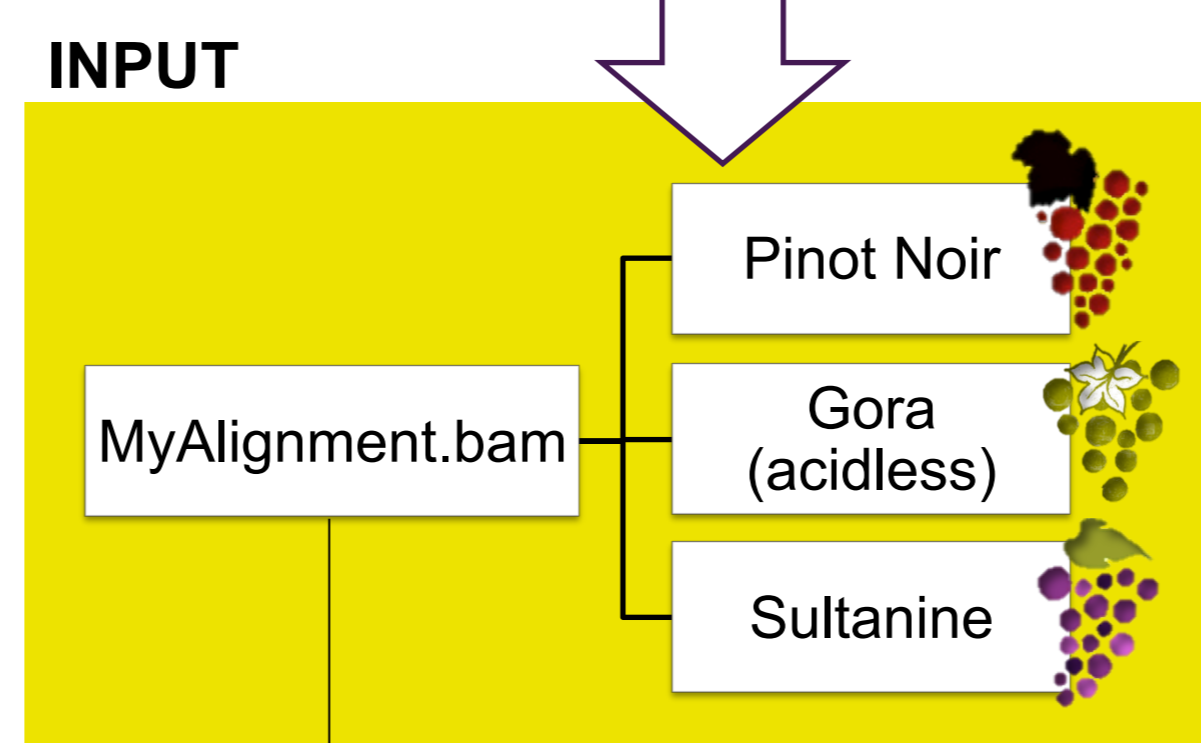 INPUT
Pinot Noir
MyAlignment.bam
Gora
(acidless)
Sultanine